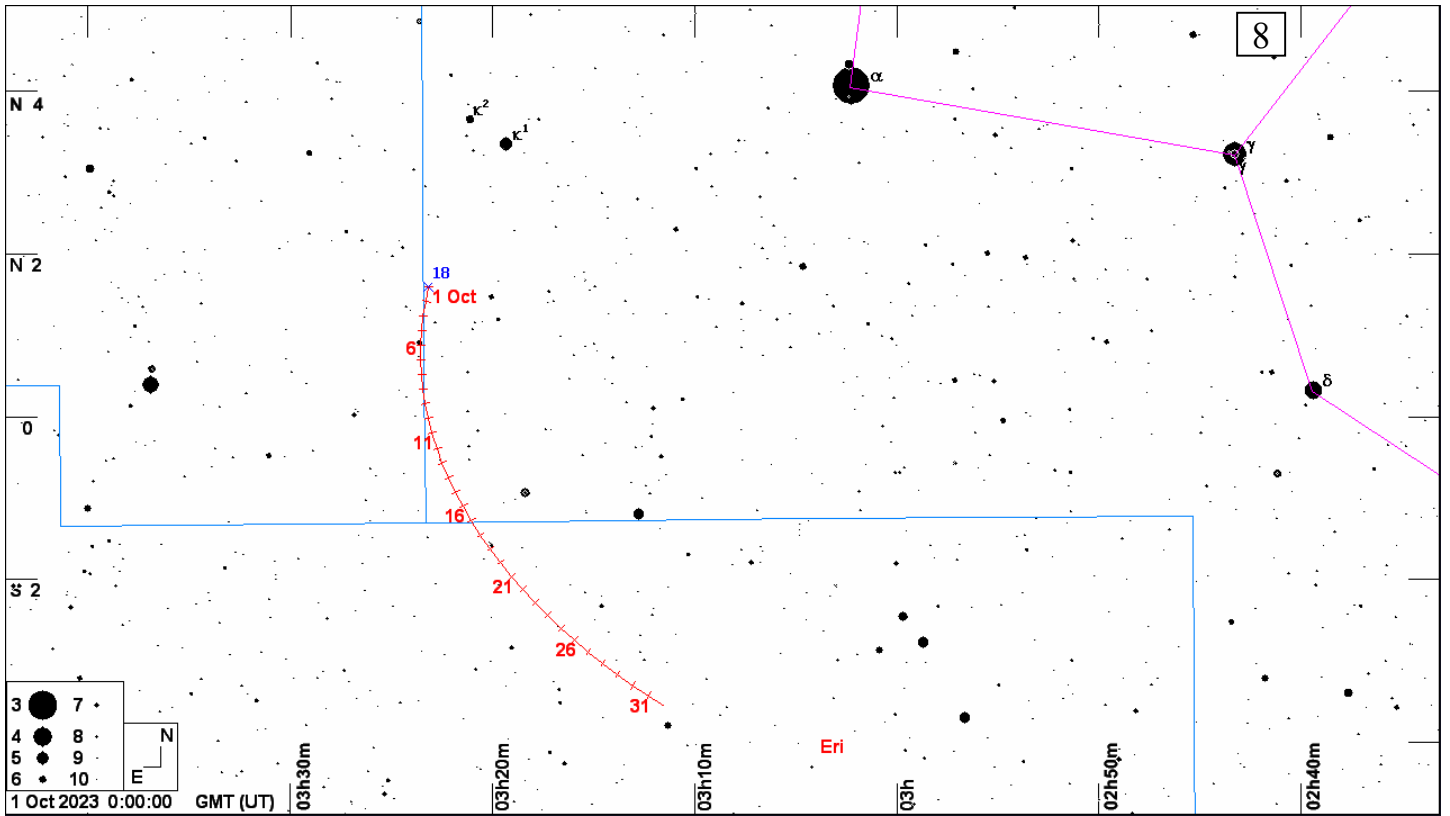 8
α
N 4
κ²
κ¹
γ
γ
N 2
18
1 Oct
6
δ
0
11
16
S 2
21
26
31
3 7
4 8
5 9
6 10
N
E
Eri
03h30m
03h20m
03h10m
03h
02h50m
02h40m
1 Oct 2023 0:00:00 GMT (UT)